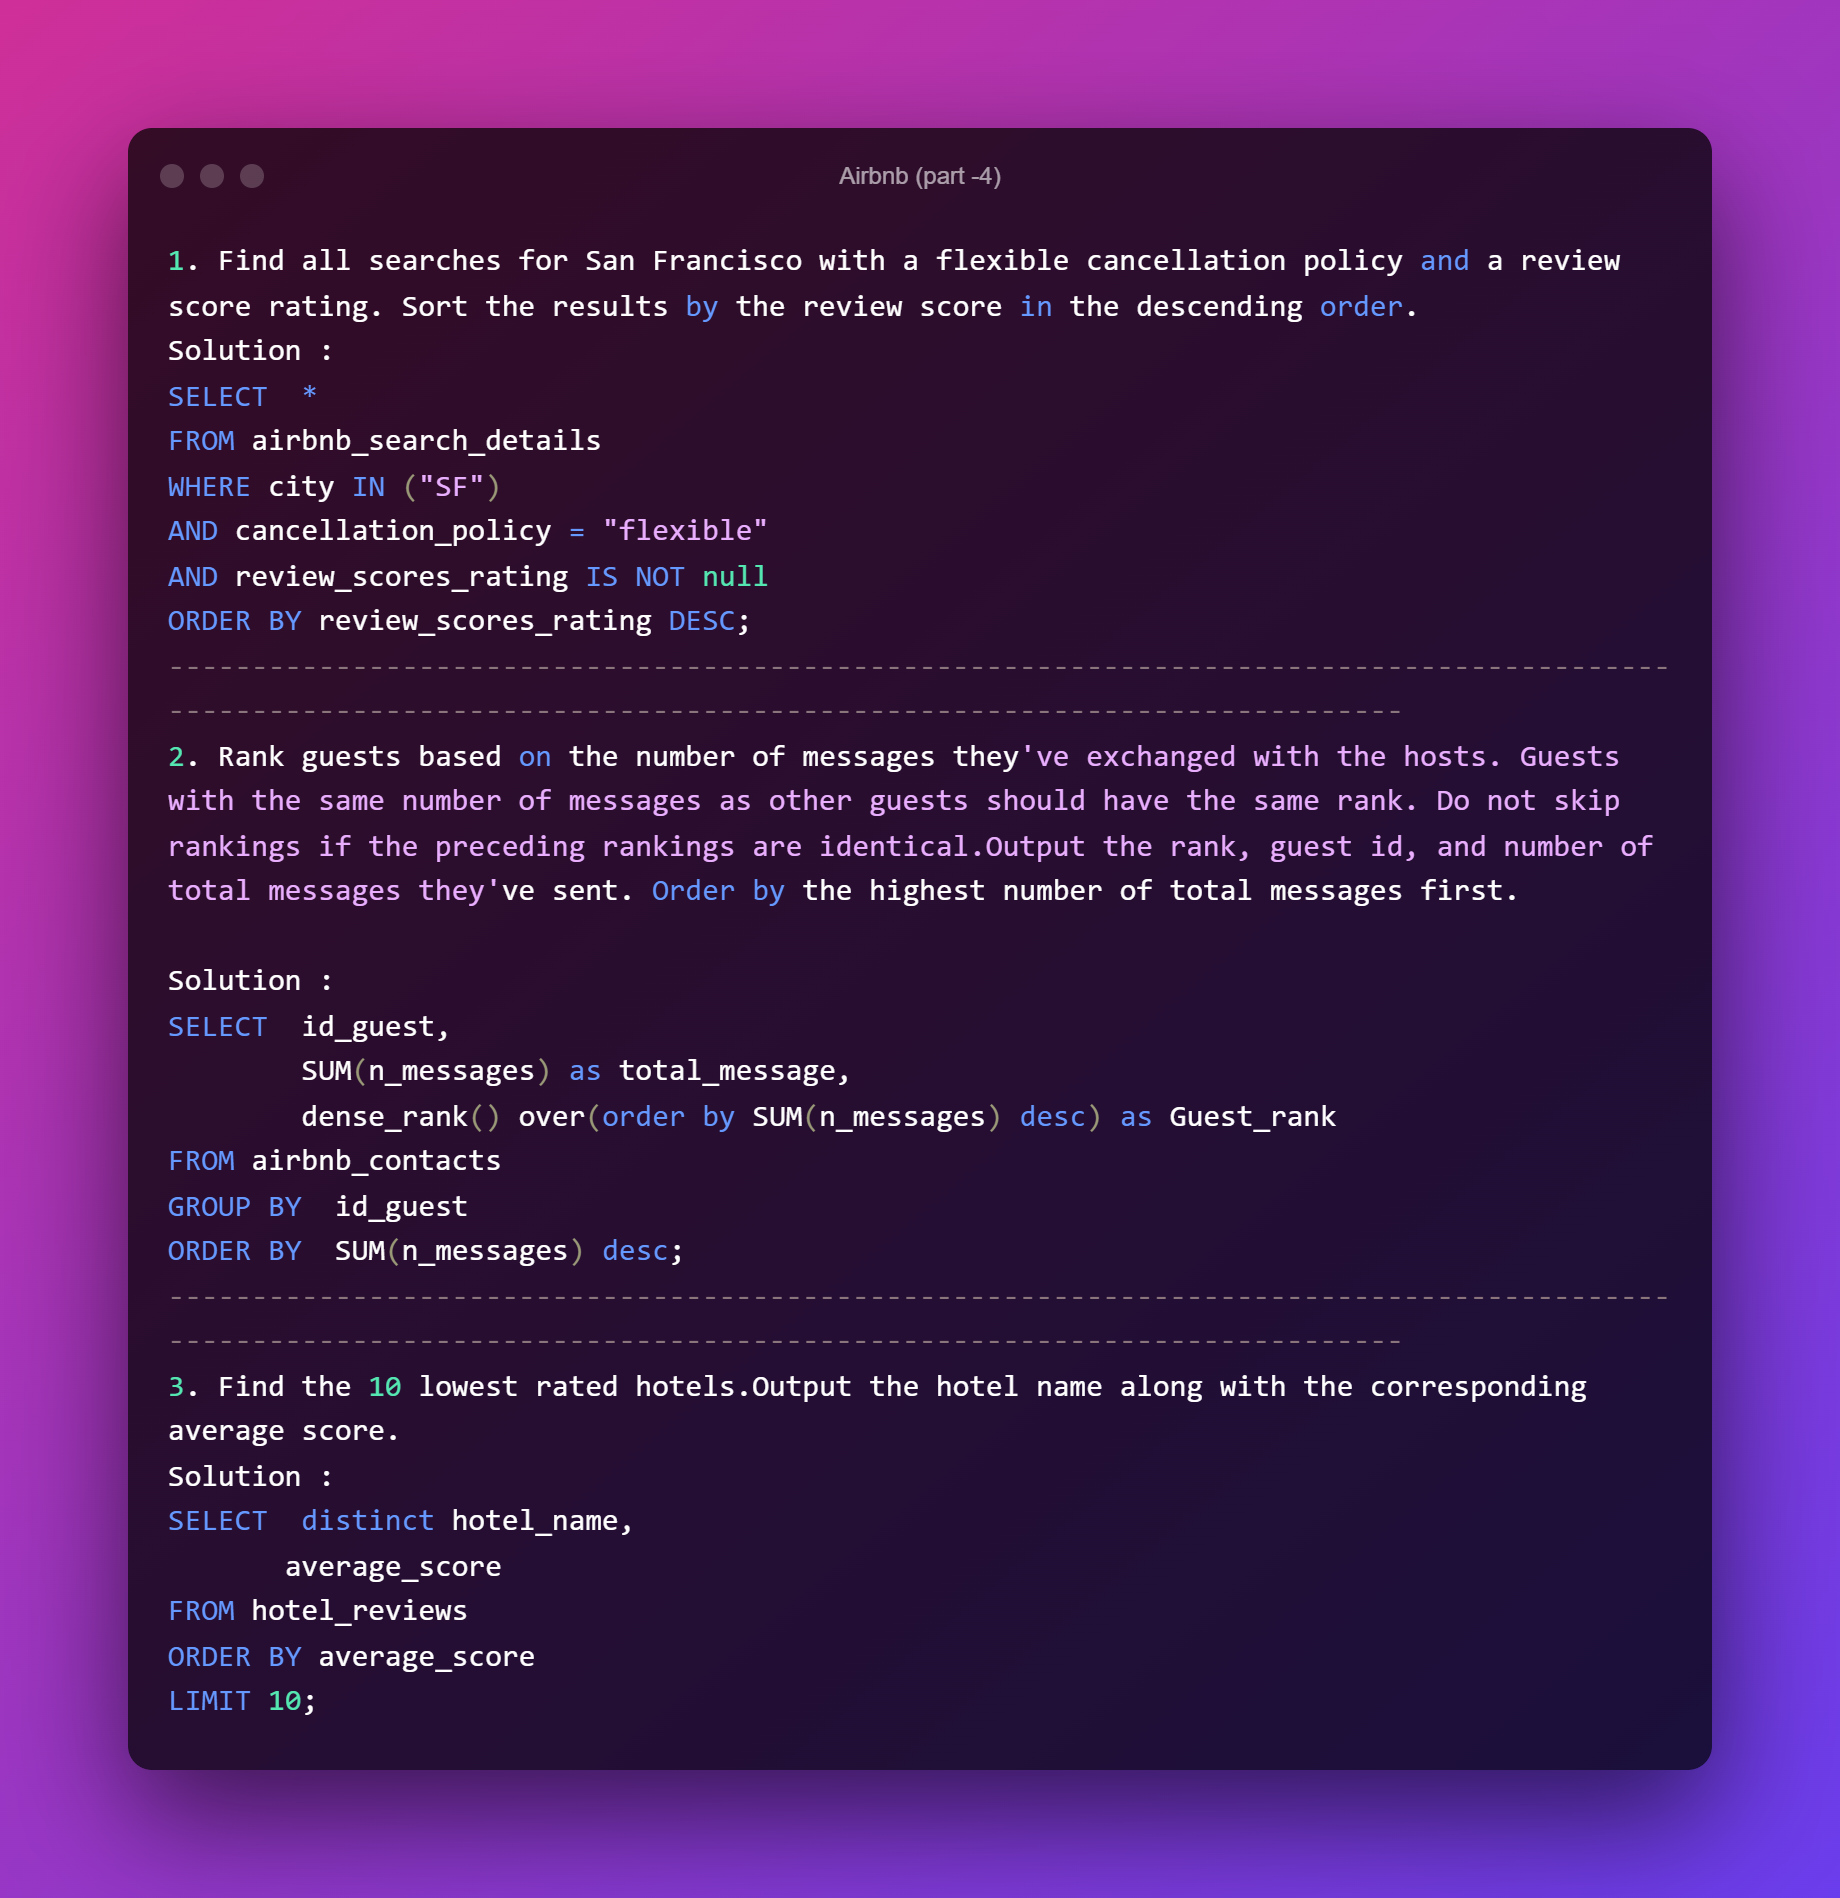 Airbnb (part -4)
1. Find all searches for San Francisco with a flexible cancellation policy and a review
score rating. Sort the results by the review score in the descending order.
Solution :
SELECT  *
FROM airbnb_search_details
WHERE city IN ("SF")
AND cancellation_policy = "flexible"
AND review_scores_rating IS NOT null
ORDER BY review_scores_rating DESC;
------------------------------------------------------------------------------------------
--------------------------------------------------------------------------
2. Rank guests based on the number of messages they've exchanged with the hosts. Guests
with the same number of messages as other guests should have the same rank. Do not skip
rankings if the preceding rankings are identical.Output the rank, guest id, and number of
total messages they've sent. Order by the highest number of total messages first.
Solution :
SELECT  id_guest,
        SUM(n_messages) as total_message,
        dense_rank() over(order by SUM(n_messages) desc) as Guest_rank
FROM airbnb_contacts
GROUP BY  id_guest
ORDER BY  SUM(n_messages) desc;
------------------------------------------------------------------------------------------
--------------------------------------------------------------------------
3. Find the 10 lowest rated hotels.Output the hotel name along with the corresponding
average score.
Solution :
SELECT  distinct hotel_name,
       average_score
FROM hotel_reviews
ORDER BY average_score
LIMIT 10;